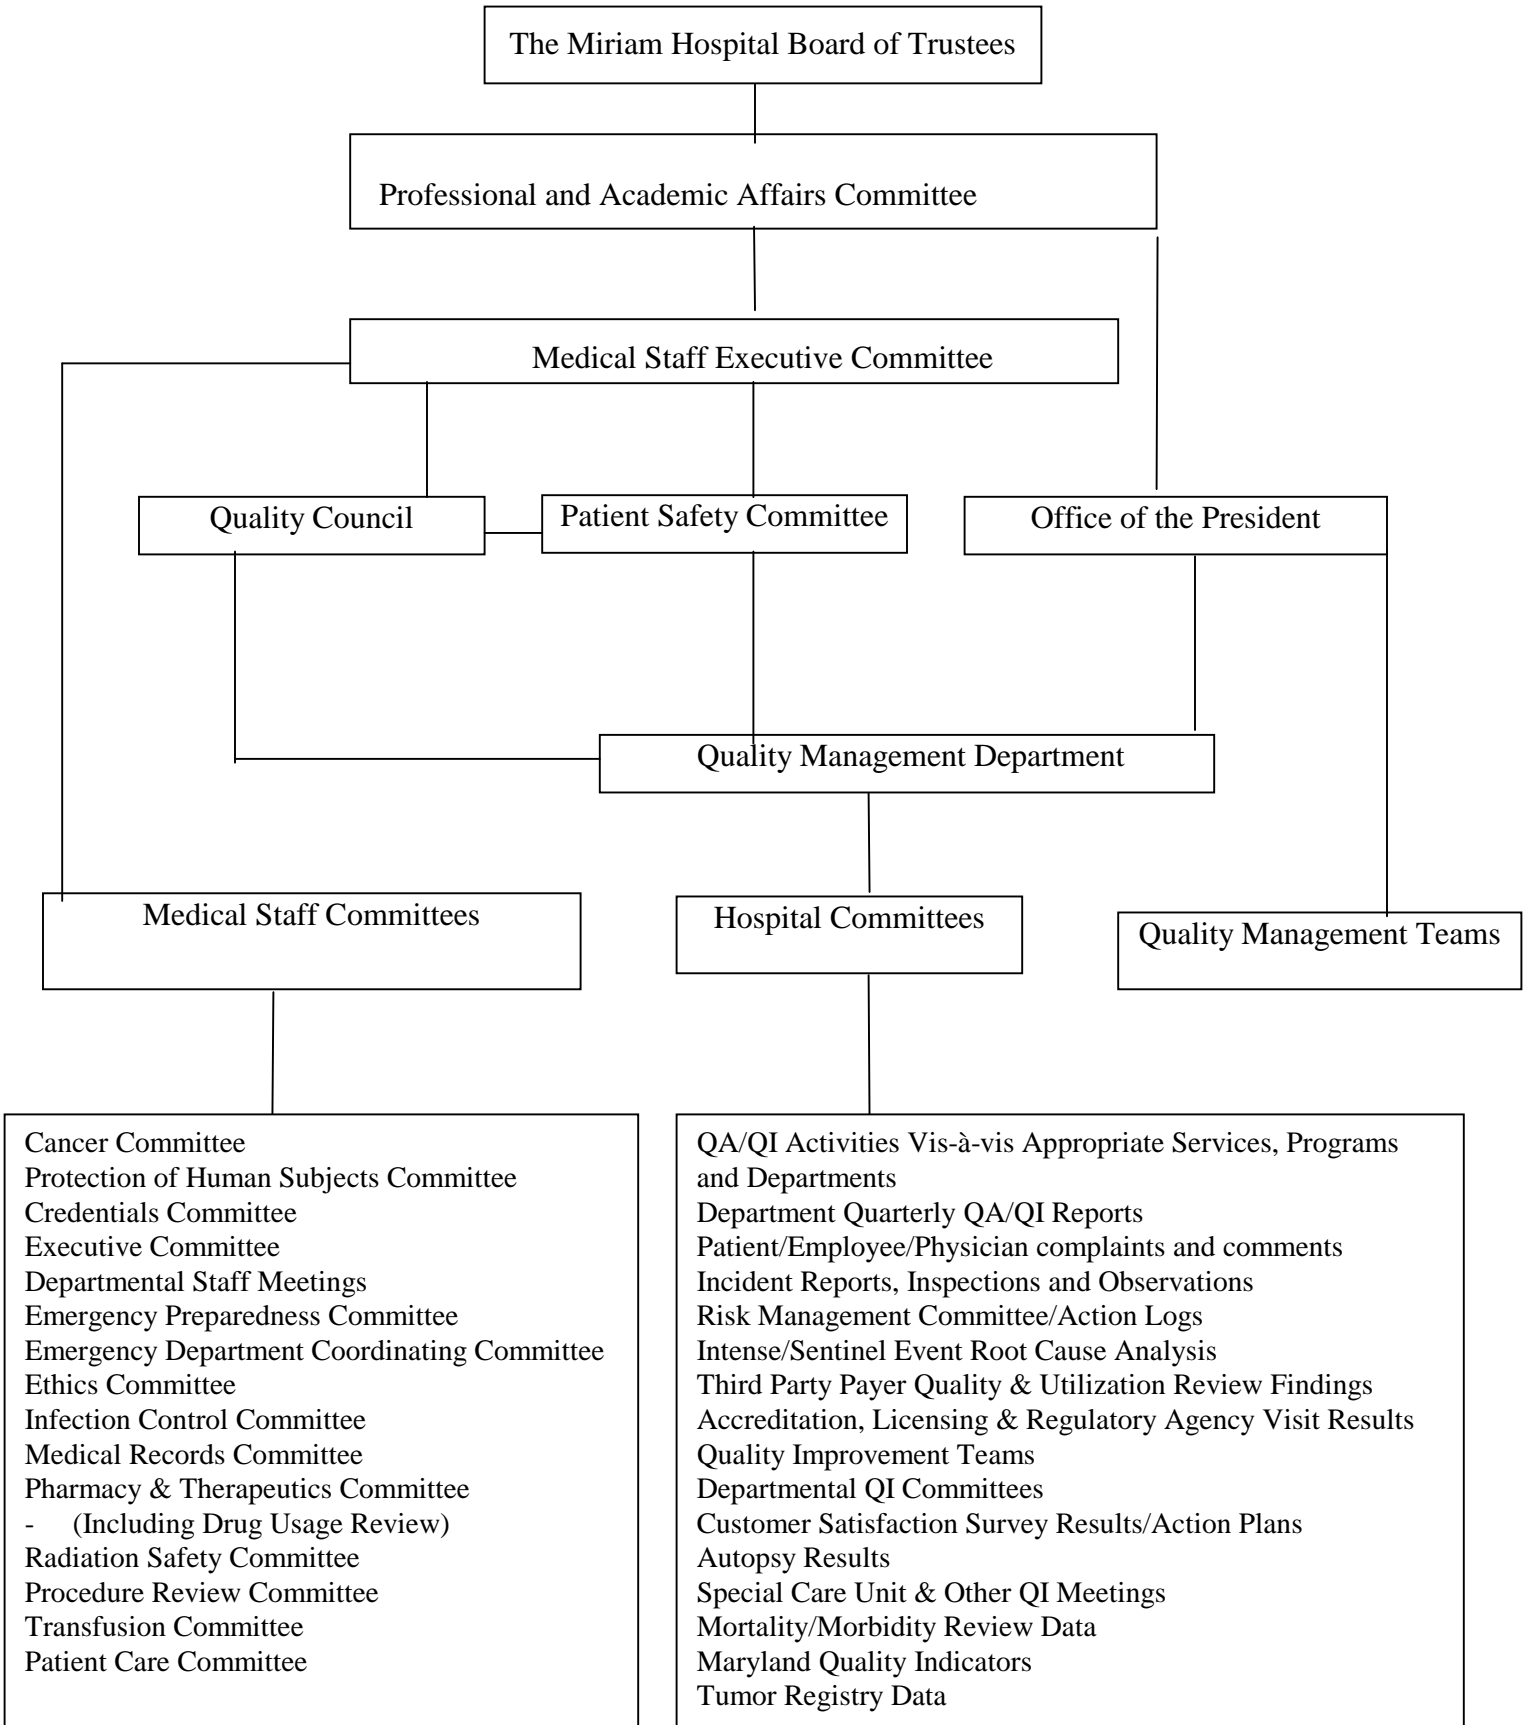 The Miriam Hospital Board of Trustees
Professional and Academic Affairs Committee
Medical Staff Executive Committee
Quality Council
Patient Safety Committee
Office of the President
Quality Management Department
Medical Staff Committees
Hospital Committees
Quality Management Teams
Cancer Committee
Protection of Human Subjects Committee
Credentials Committee
Executive Committee
Departmental Staff Meetings
Emergency Preparedness Committee
Emergency Department Coordinating Committee
Ethics Committee
Infection Control Committee
Medical Records Committee
Pharmacy & Therapeutics Committee
- (Including Drug Usage Review)
Radiation Safety Committee
Procedure Review Committee
Transfusion Committee
Patient Care Committee
QA/QI Activities Vis-à-vis Appropriate Services, Programs
and Departments
Department Quarterly QA/QI Reports
Patient/Employee/Physician complaints and comments
Incident Reports, Inspections and Observations
Risk Management Committee/Action Logs
Intense/Sentinel Event Root Cause Analysis
Third Party Payer Quality & Utilization Review Findings
Accreditation, Licensing & Regulatory Agency Visit Results
Quality Improvement Teams
Departmental QI Committees
Customer Satisfaction Survey Results/Action Plans
Autopsy Results
Special Care Unit & Other QI Meetings
Mortality/Morbidity Review Data
Maryland Quality Indicators
Tumor Registry Data